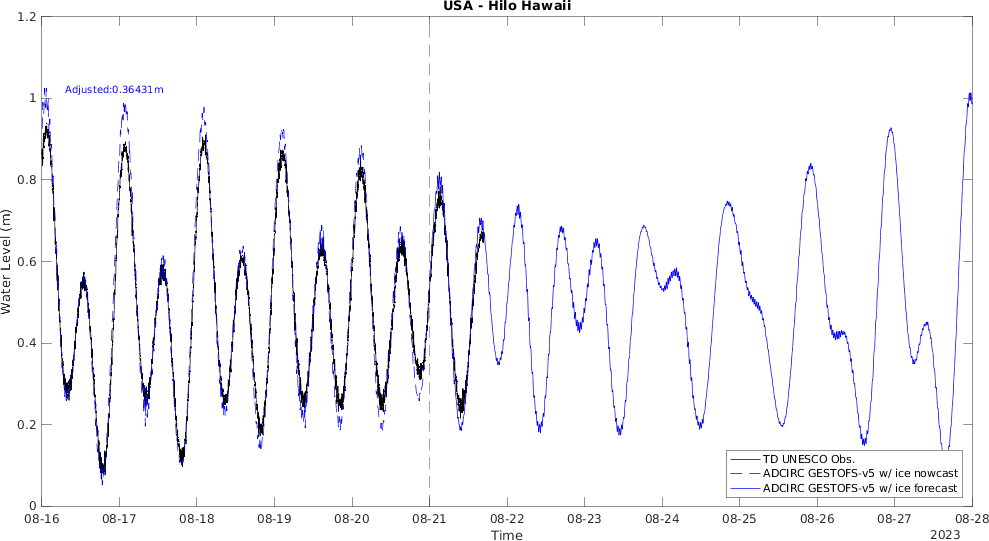 USA - Hilo Hawaii
1.2
1
0.8
0.6
0.4
0.2
0
Water Level (m)
Adjusted:0.36431m
TD UNESCO Obs.
ADCIRC GESTOFS-v5 w/ ice nowcast
ADCIRC GESTOFS-v5 w/ ice forecast
08-16 08-17 08-18 08-19 08-20 08-21 08-22 08-23 08-24 08-25 08-26 08-27 08-28
Time
2023